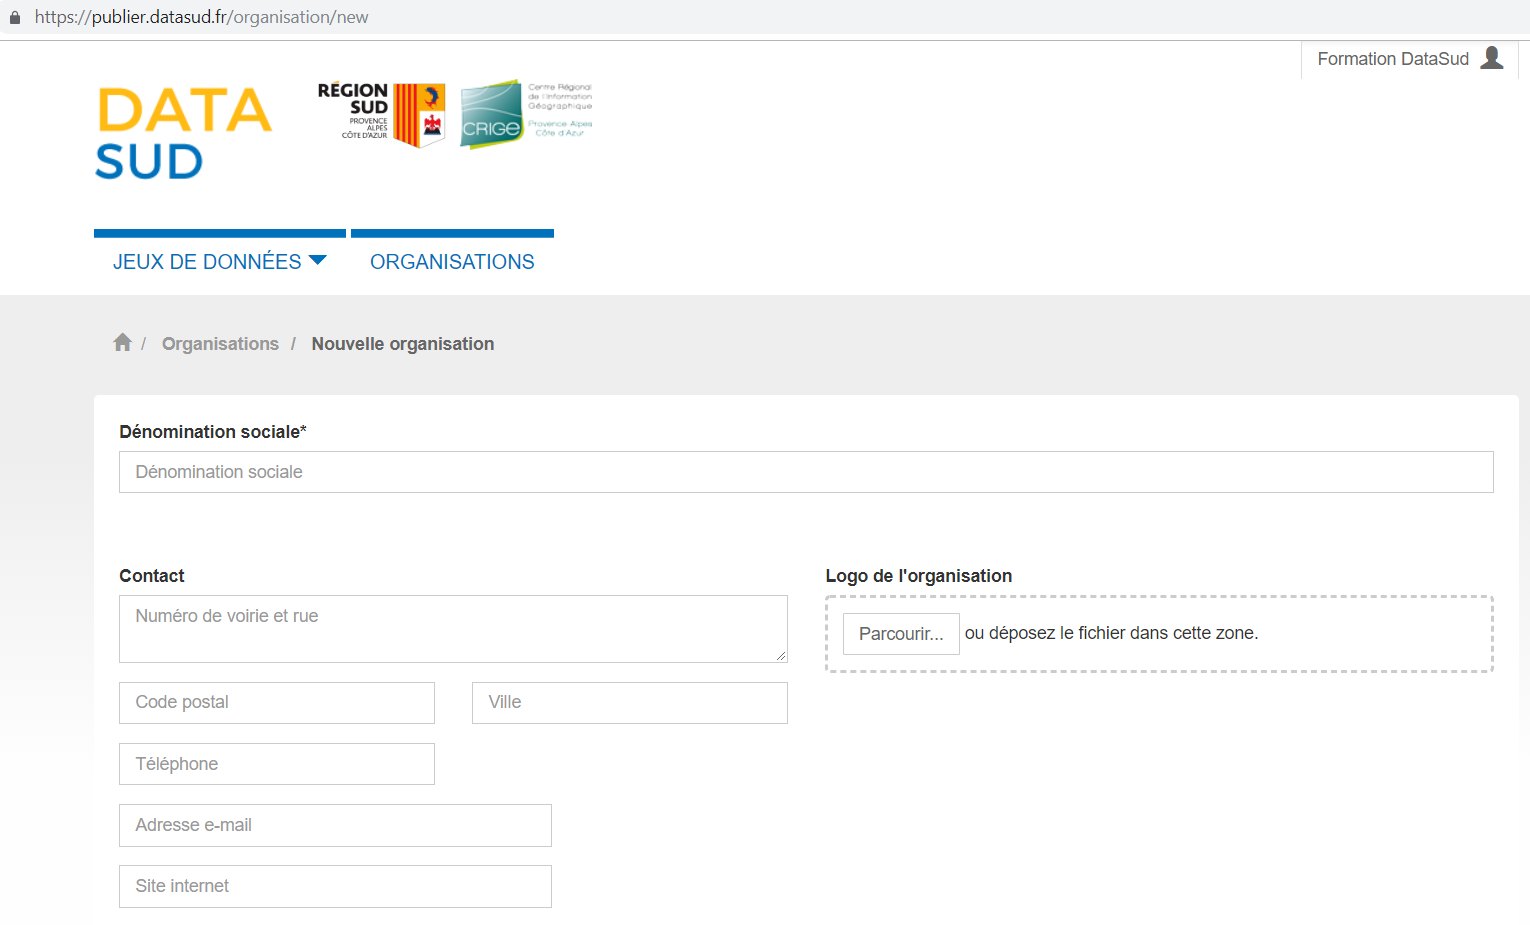 https://publier.datasud.fr/organisation/new
Formation DataSud
DATA
SUD
RÉGION
SUD
PROVENCE
ALPES
CÔTE D'AZUR
CRIGE
Centre Régional
de l'Information
Géographique
Provence-Alpes
Côte d'Azur
JEUX DE DONNÉES
ORGANISATIONS
/ Organisations / Nouvelle organisation
Dénomination sociale*
Dénomination sociale
Contact
Logo de l'organisation
Numéro de voirie et rue
Parcourir... ou déposez le fichier dans cette zone.
Code postal
Ville
Téléphone
Adresse e-mail
Site internet